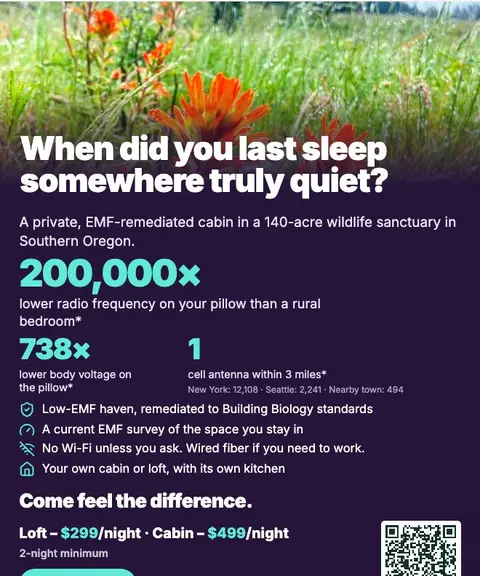 When did you last sleep
somewhere truly quiet?
A private, EMF-remediated cabin in a 140-acre wildlife sanctuary in
Southern Oregon.
200,000×
lower radio frequency on your pillow than a rural
bedroom*
738×
lower body voltage on
the pillow*
1
cell antenna within 3 miles*
New York: 12,108 · Seattle: 2,241 · Nearby town: 494
Low-EMF haven, remediated to Building Biology standards
A current EMF survey of the space you stay in
No Wi-Fi unless you ask. Wired fiber if you need to work.
Your own cabin or loft, with its own kitchen
Come feel the difference.
Loft – $299/night · Cabin – $499/night
2-night minimum